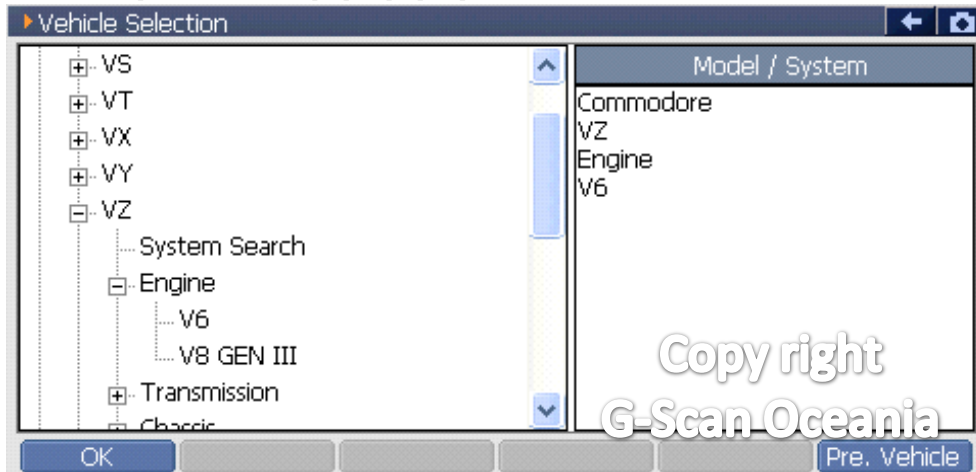 Vehicle Selection
VS
VT
VX
VY
VZ
System Search
Engine
V6
V8 GEN III
Transmission
Chassis
Model / System
Commodore
VZ
Engine
V6
Copy right
G-Scan Oceania
OK
Pre. Vehicle